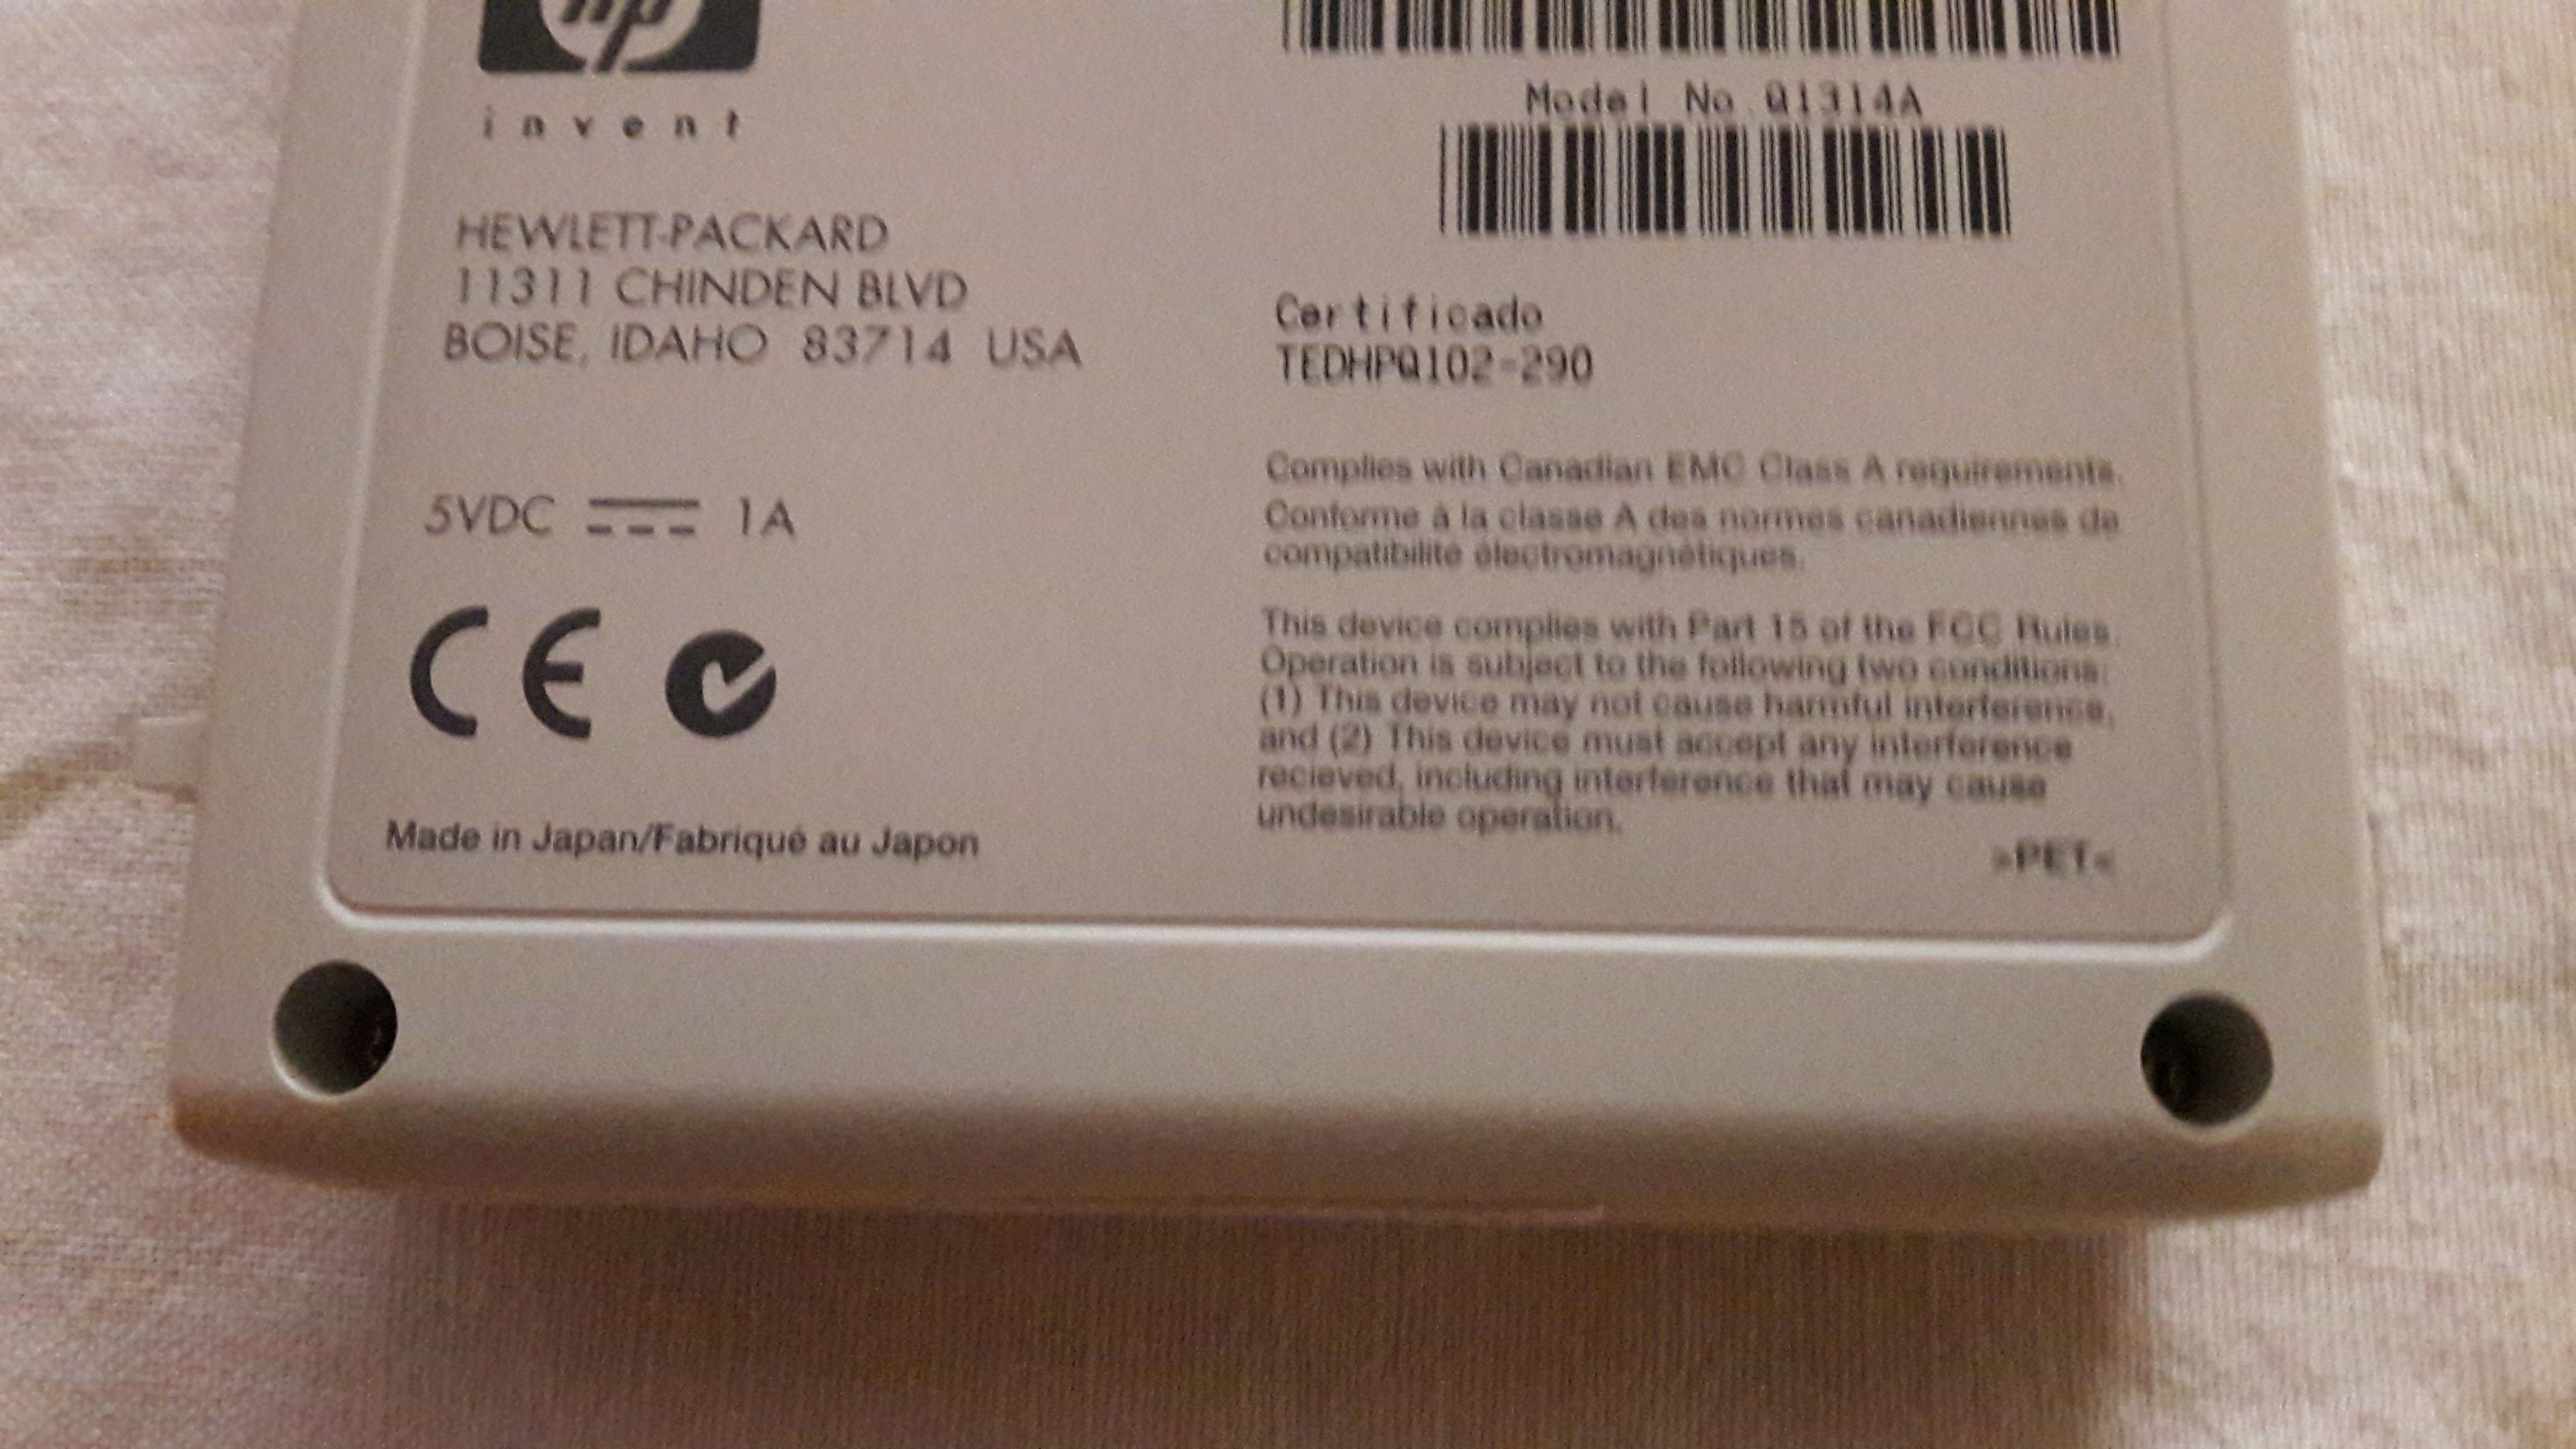 hp
invent
HEWLETT-PACKARD
11311 CHINDEN BLVD
BOISE, IDAHO 83714 USA
5VDC 1A
CE
Made in Japan/Fabriqué au Japon
Model No.Q1314A
Certificado
TEDHPQ102-290
Complies with Canadian EMC Class A requirements.
Conforme à la classe A des normes canadiennes de
compatibilité électromagnétiques.
This device complies with Part 15 of the FCC Rules.
Operation is subject to the following two conditions:
(1) This device may not cause harmful interference,
and (2) This device must accept any interference
recieved, including interference that may cause
undesirable operation.
>PET<